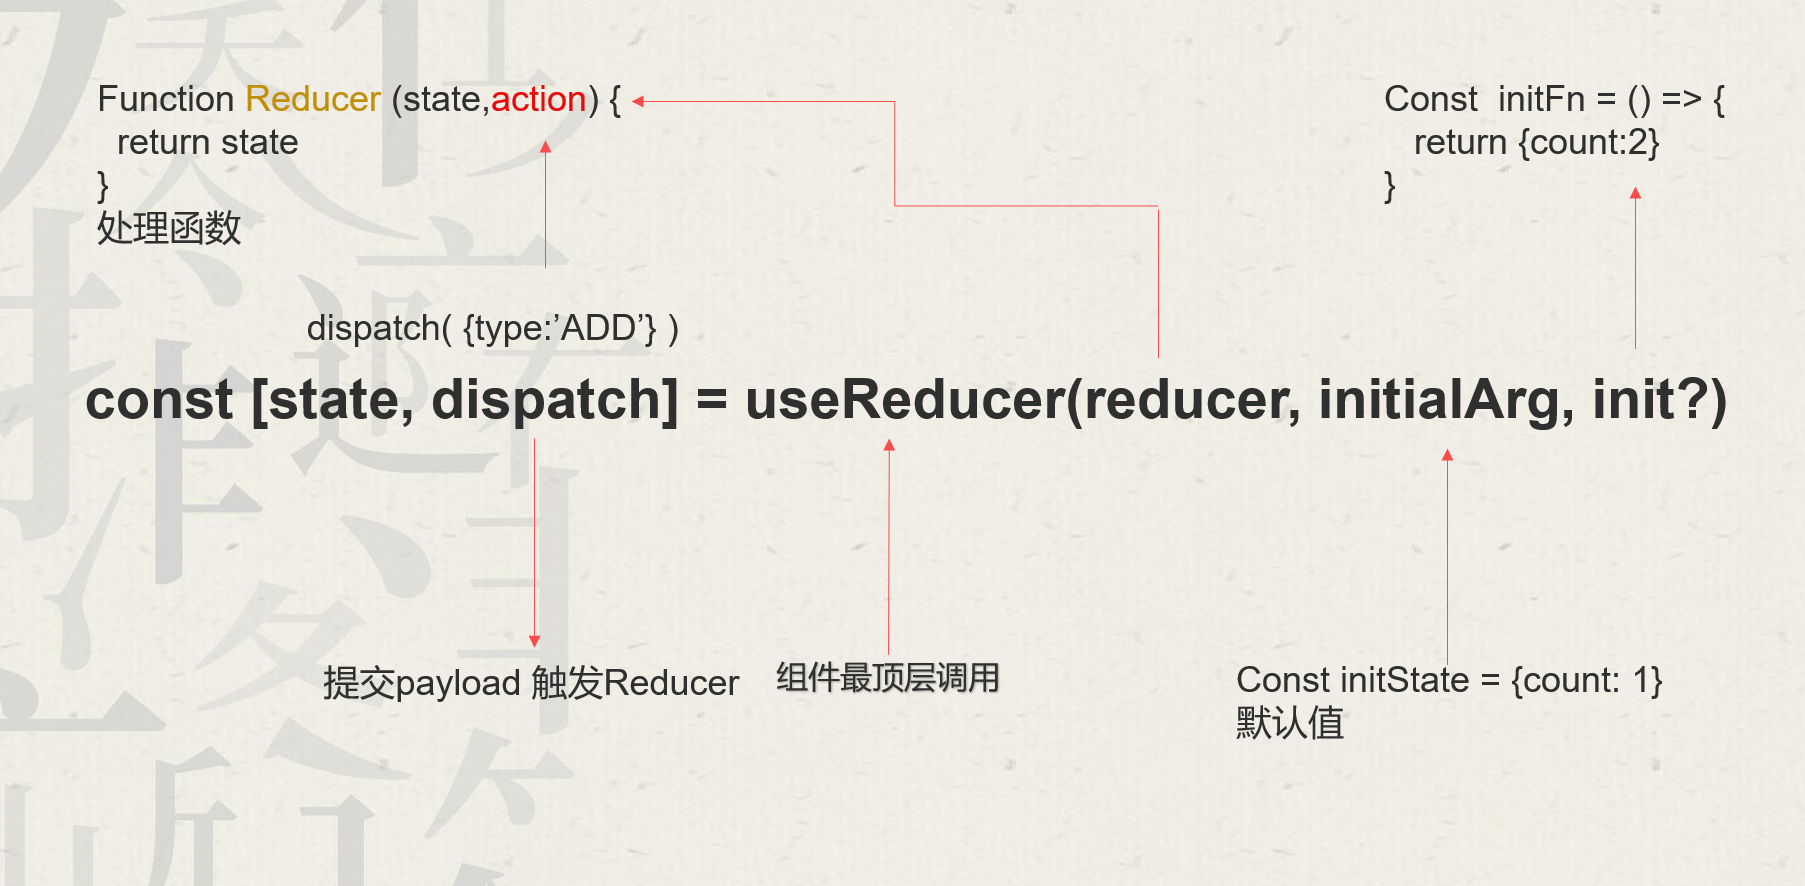 Function Reducer (state,action) {
return state
}
处理函数
Const  initFn = () => {
return {count:2}
}
dispatch( {type:’ADD’} )
const [state, dispatch] = useReducer(reducer, initialArg, init?)
提交payload 触发Reducer
组件最顶层调用
Const initState = {count: 1}
默认值